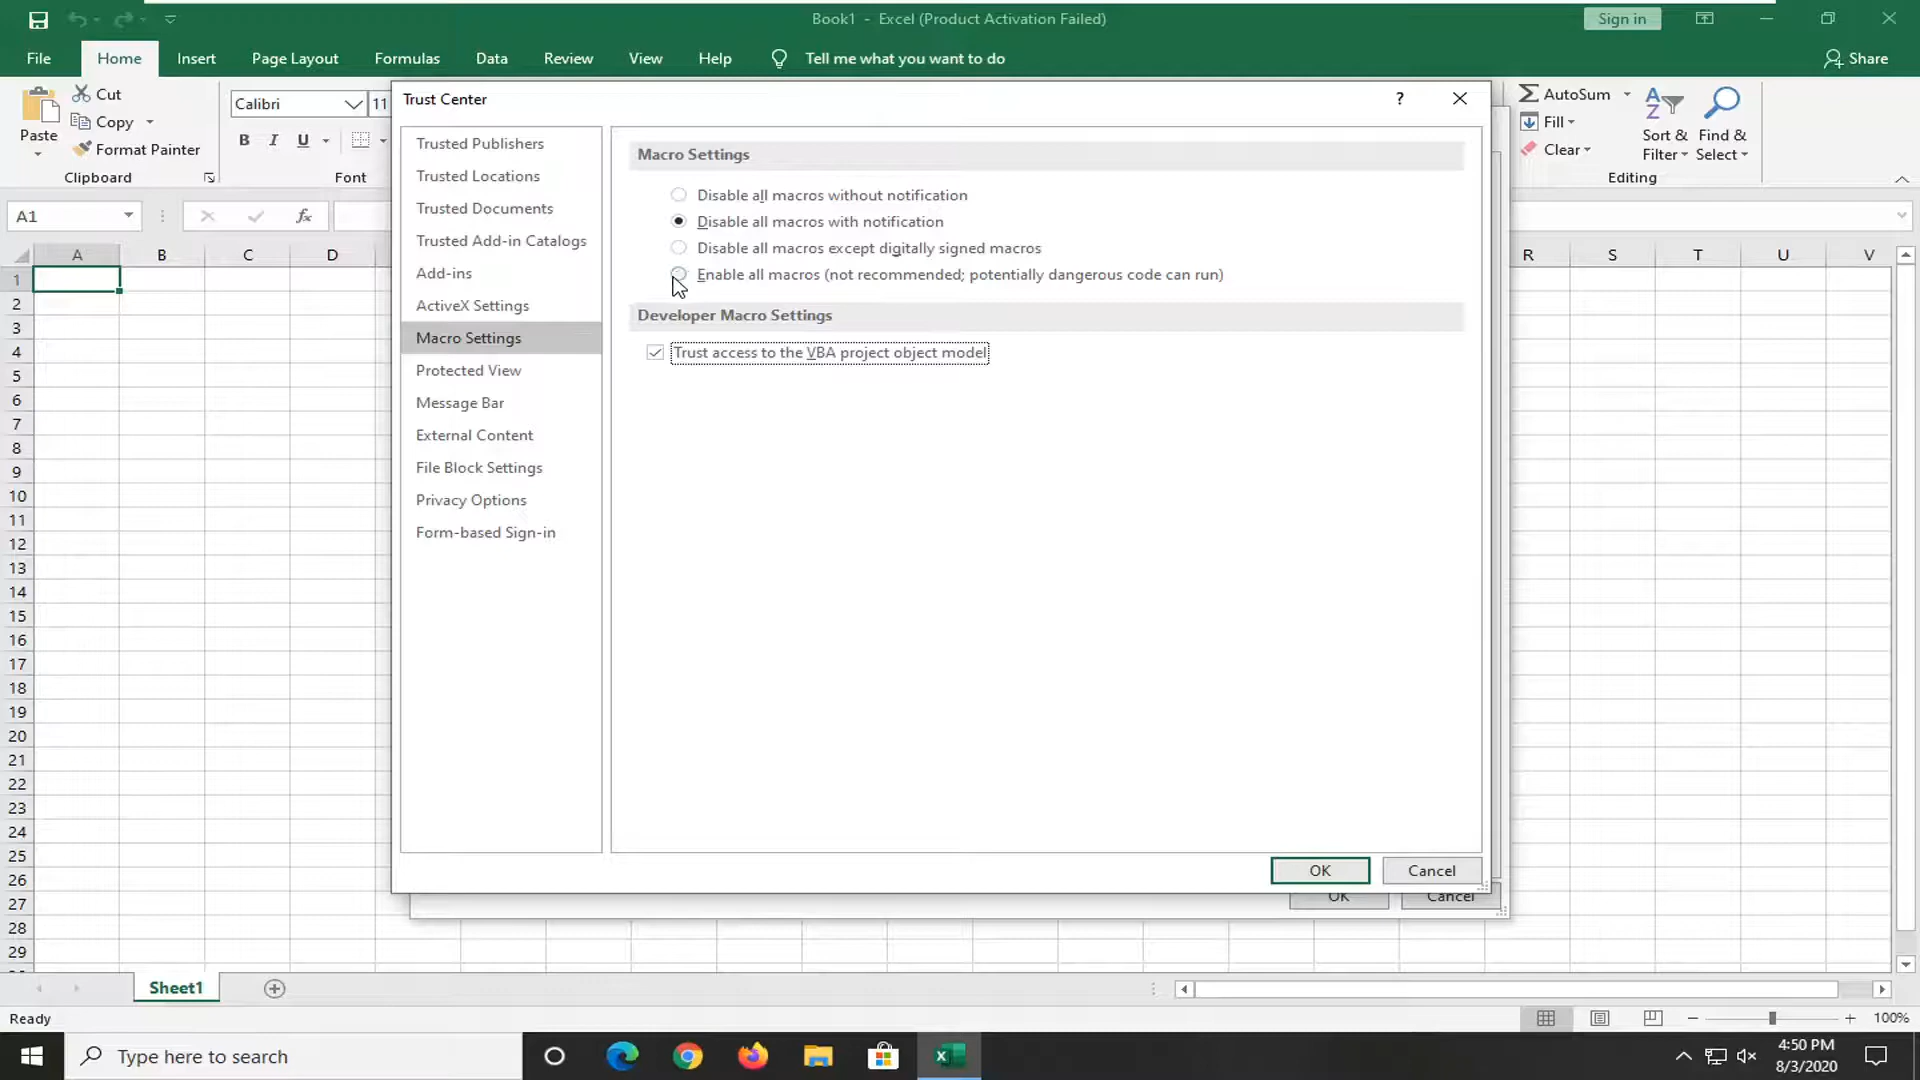 Book1 - Excel (Product Activation Failed)
Sign in
File
Home
Insert
Page Layout
Formulas
Data
Review
View
Help
Tell me what you want to do
Share
Paste
Cut
Copy
Format Painter
Clipboard
Calibri
11
B I U
Font
AutoSum
Fill
Clear
Sort & Filter
Find & Select
Editing
A1
fx
Trust Center
?
Trusted Publishers
Trusted Locations
Trusted Documents
Trusted Add-in Catalogs
Add-ins
ActiveX Settings
Macro Settings
Protected View
Message Bar
External Content
File Block Settings
Privacy Options
Form-based Sign-in
Macro Settings
Disable all macros without notification
Disable all macros with notification
Disable all macros except digitally signed macros
Enable all macros (not recommended; potentially dangerous code can run)
Developer Macro Settings
Trust access to the VBA project object model
OK
Cancel
OK
Cancel
A B C D R S T U V
1
2
3
4
5
6
7
8
9
10
11
12
13
14
15
16
17
18
19
20
21
22
23
24
25
26
27
28
29
Sheet1
Ready
100%
Type here to search
4:50 PM
8/3/2020